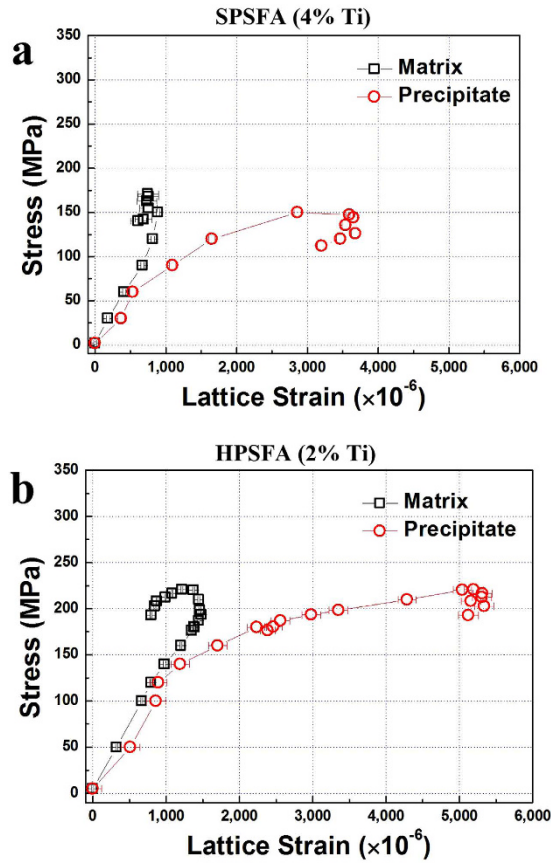 SPSFA (4% Ti)
a
350
300
250
200
150
100
50
0
Stress (MPa)
Matrix
Precipitate
0 1,000 2,000 3,000 4,000 5,000 6,000
Lattice Strain (×10⁻⁶)
HPSFA (2% Ti)
b
350
300
250
200
150
100
50
0
Stress (MPa)
Matrix
Precipitate
0 1,000 2,000 3,000 4,000 5,000 6,000
Lattice Strain (×10⁻⁶)